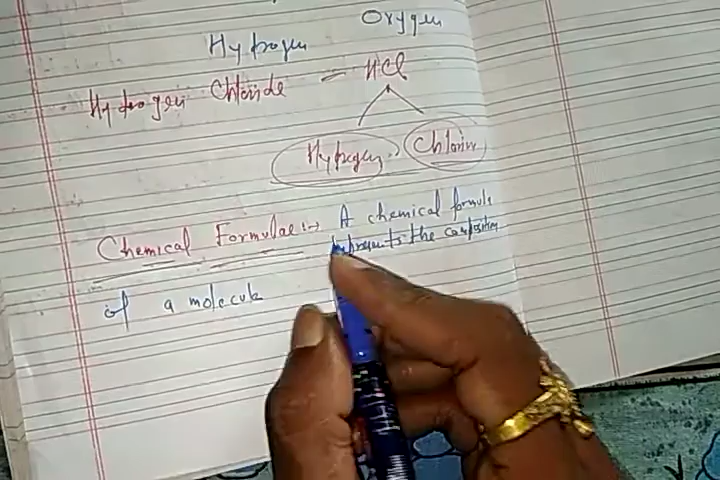 Oxygen
Hydrogen
Hydrogen Chloride - HCl
Hydrogen Chlorine
Chemical Formulae :→ A chemical formula
represents the composition
of a molecule